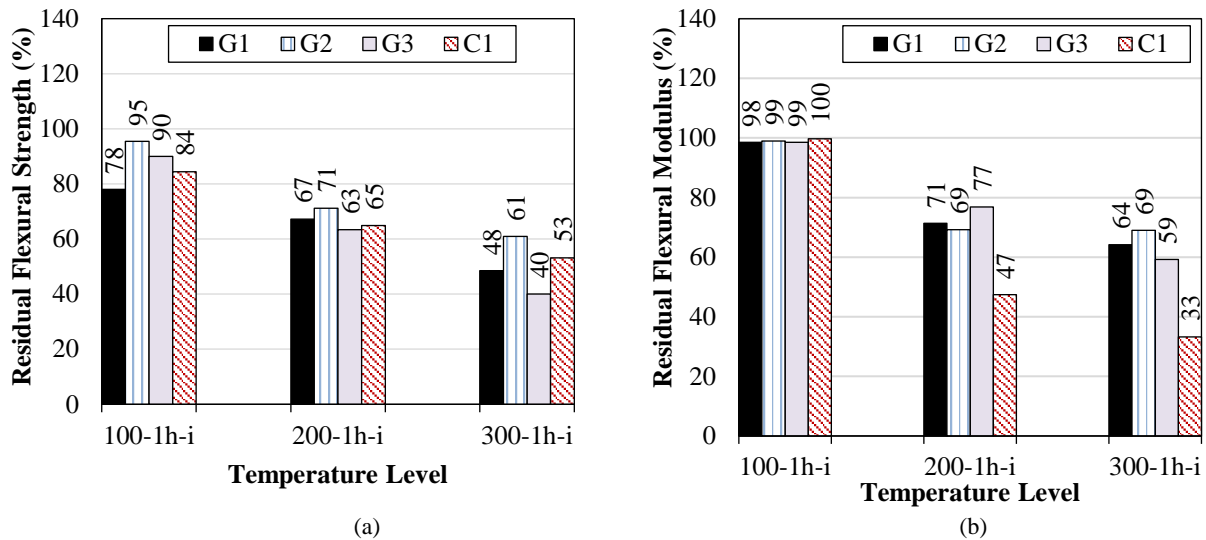 140
120
100
80
60
40
20
0
Residual Flexural Strength (%)
G1 G2 G3 C1
78 95 90 84
67 71 63 65
48 61 40 53
100-1h-i 200-1h-i 300-1h-i
Temperature Level
(a)
140
120
100
80
60
40
20
0
Residual Flexural Modulus (%)
G1 G2 G3 C1
98 99 99 100
71 69 77 47
64 69 59 33
100-1h-i 200-1h-i 300-1h-i
Temperature Level
(b)